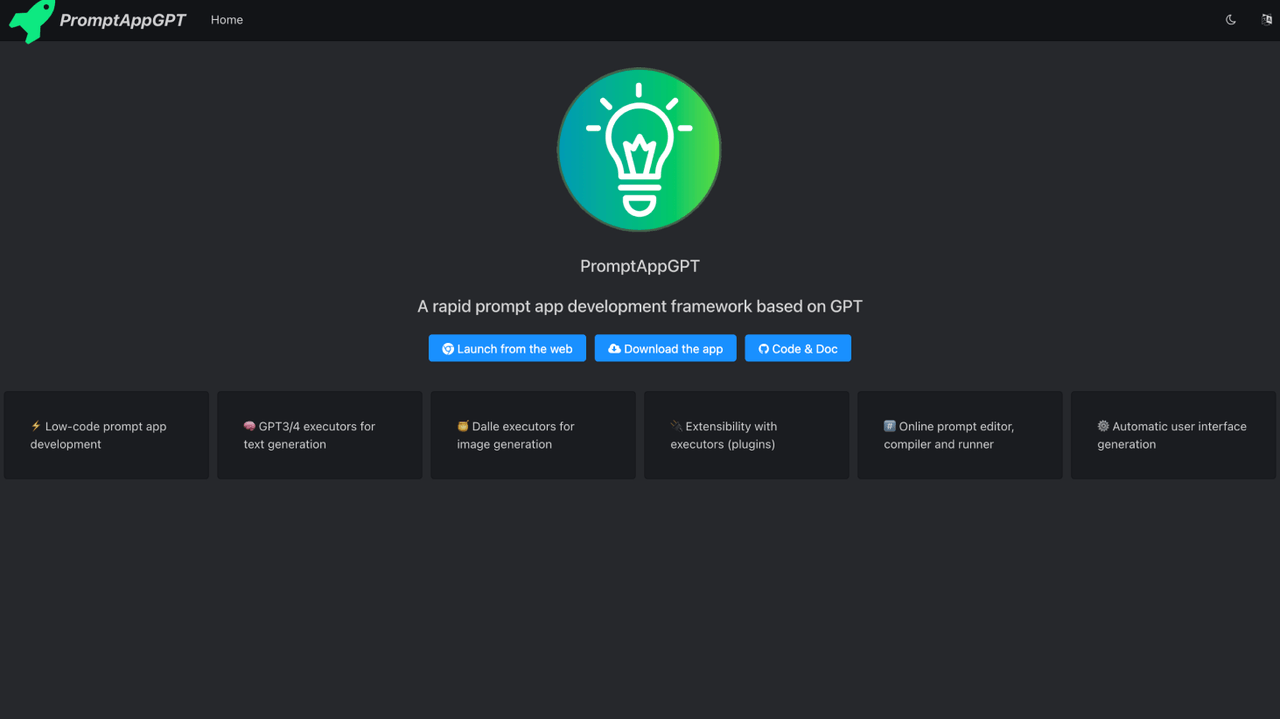 PromptAppGPT Home
PromptAppGPT
A rapid prompt app development framework based on GPT
Launch from the web Download the app Code & Doc
Low-code prompt app
development
GPT3/4 executors for
text generation
Dalle executors for
image generation
Extensibility with
executors (plugins)
Online prompt editor,
compiler and runner
Automatic user interface
generation